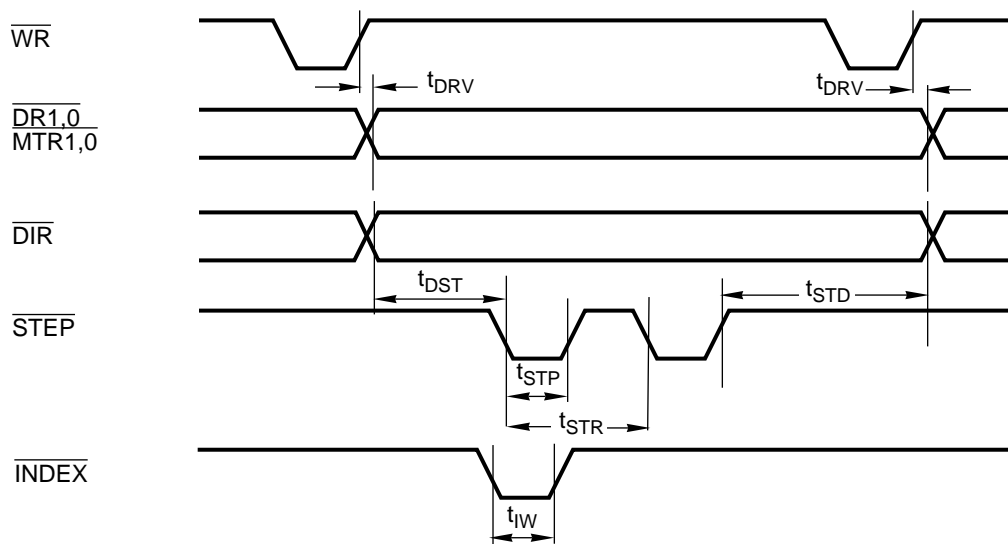 WR
tDRV
tDRV
DR1,0
MTR1,0
DIR
tDST
tSTD
STEP
tSTP
tSTR
INDEX
tIW